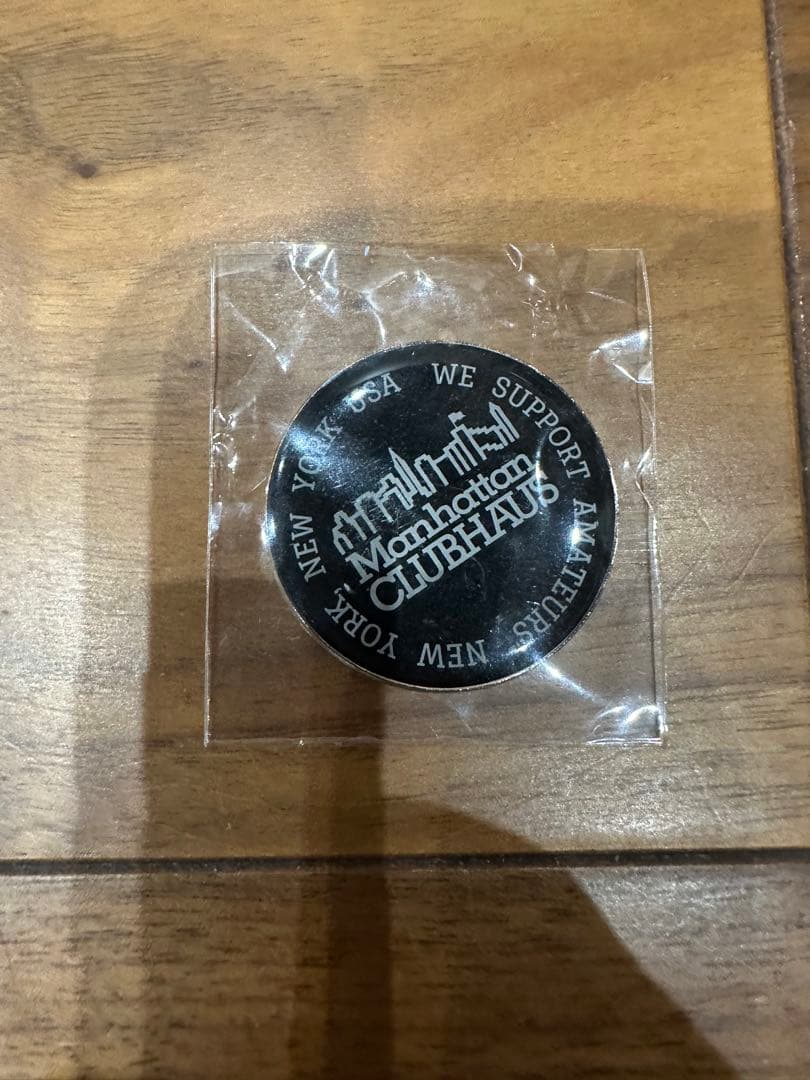 WE SUPPORT AMATEURS NEW YORK, NEW YORK USA
Manhattan
CLUBHAUS